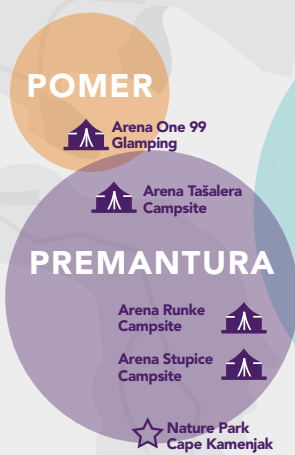 POMER
Arena One 99
Glamping
Arena Tašalera
Campsite
PREMANTURA
Arena Runke
Campsite
Arena Stupice
Campsite
Nature Park
Cape Kamenjak